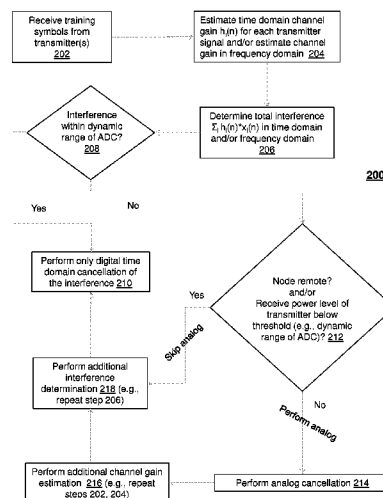 Receive training
symbols from
transmitter(s)
202
Estimate time domain channel
gain hᵢ(n) for each transmitter
signal and/or estimate channel
gain in frequency domain 204
Interference
within dynamic
range of ADC?
208
Determine total interference
Σᵢ hᵢ(n)*xᵢ(n) in time domain
and/or frequency domain
206
200
Yes
No
Perform only digital time
domain cancellation of
the interference 210
Node remote?
and/or
Receive power level of
transmitter below
threshold (e.g., dynamic
range of ADC)? 212
Yes
Skip analog
No
Perform analog
Perform additional
interference
determination 218 (e.g.,
repeat step 206)
Perform additional channel gain
estimation 216 (e.g., repeat
steps 202, 204)
Perform analog cancellation 214